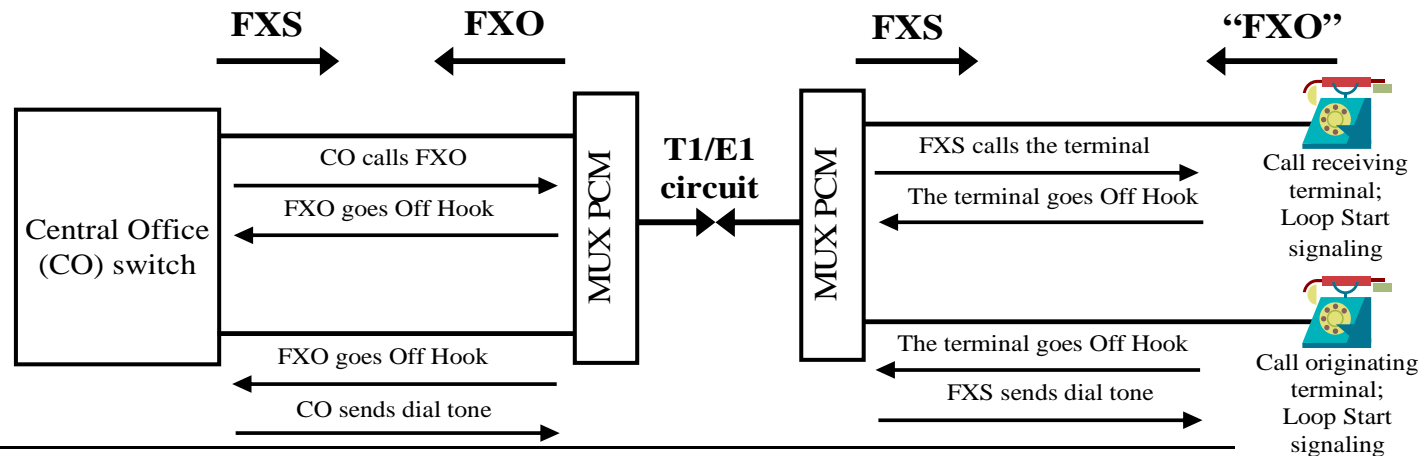 FXS
FXO
FXS
“FXO”
Central Office
(CO) switch
CO calls FXO
FXO goes Off Hook
FXO goes Off Hook
CO sends dial tone
MUX PCM
T1/E1
circuit
MUX PCM
FXS calls the terminal
The terminal goes Off Hook
The terminal goes Off Hook
FXS sends dial tone
Call receiving
terminal;
Loop Start
signaling
Call originating
terminal;
Loop Start
signaling